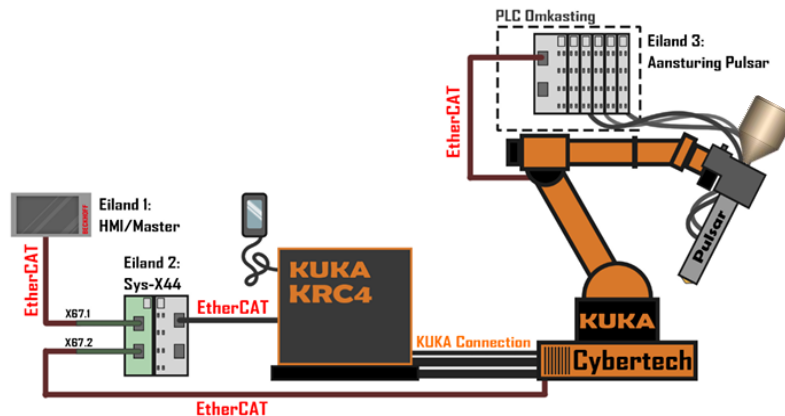 PLC Omkasting
Eiland 3:
Aansturing Pulsar
EtherCAT
Eiland 1:
HMI/Master
BECKHOFF
EtherCAT
Eiland 2:
Sys-X44
X67.1
X67.2
EtherCAT
KUKA
KRC4
KUKA Connection
Pulsar
KUKA
Cybertech
EtherCAT